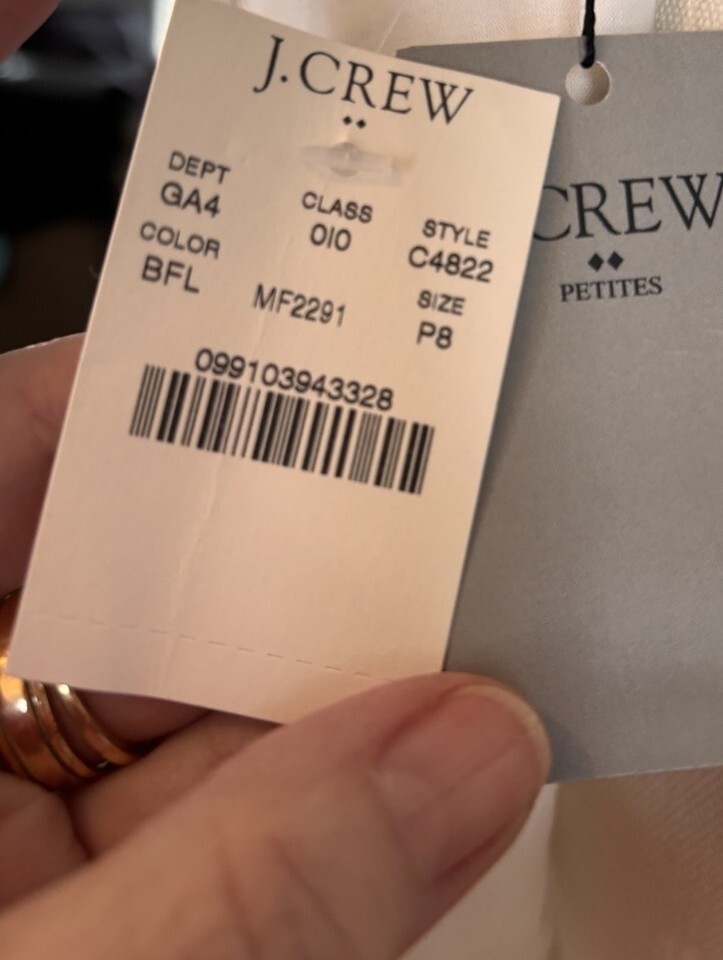 J.CREW
DEPT CLASS STYLE
GA4 010 C4822
COLOR SIZE
BFL MF2291 P8
099103943328
CREW
PETITES